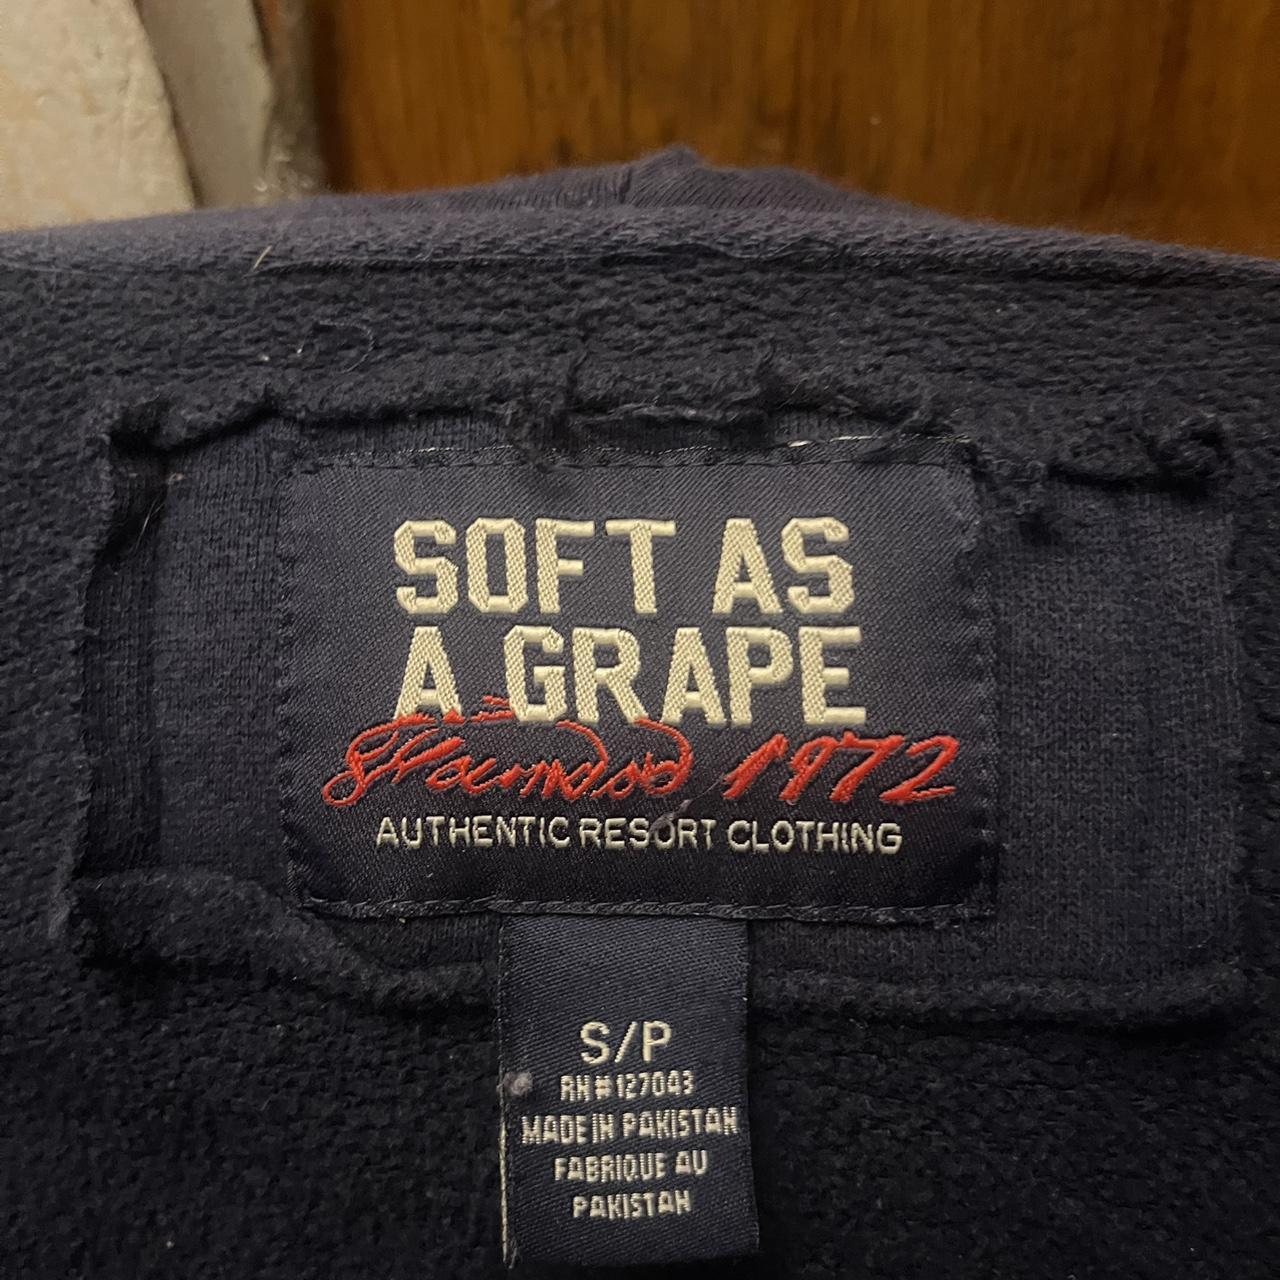 SOFT AS
A GRAPE
1972
AUTHENTIC RESORT CLOTHING
S/P
RN#127043
MADE IN PAKISTAN
FABRIQUE AU
PAKISTAN